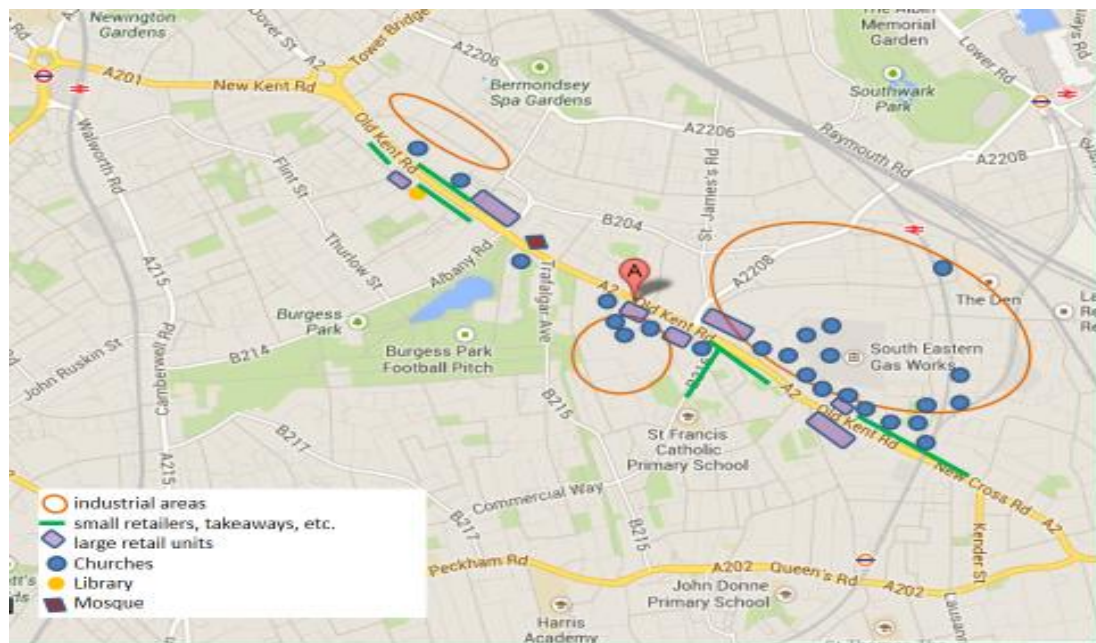 Newington
Gardens
Dover St
A2
Tower Bridge
A2206
Memorial
Garden
Lower Rd
A201
New Kent Rd
Bermondsey
Spa Gardens
Southwark
Park
Walworth Rd
Old Kent Rd
A2206
St James's Rd
Raymouth Rd
A2208
Flint St
B204
Thurlow St
Albany Rd
A215
A2208
A
A2
Old Kent Rd
The Den
Trafalgar Ave
Burgess
Park
B214
Burgess Park
Football Pitch
John Ruskin St
Camberwell Rd
South Eastern
Gas Works
A2
Old Kent Rd
B215
B217
St Francis
Catholic
Primary School
New Cross Rd
A2
A215
Commercial Way
B217
B215
Kender St
Peckham Rd
A202
Queen's Rd
A202
John Donne
Primary School
Harris
Academy
industrial areas
small retailers, takeaways, etc.
large retail units
Churches
Library
Mosque